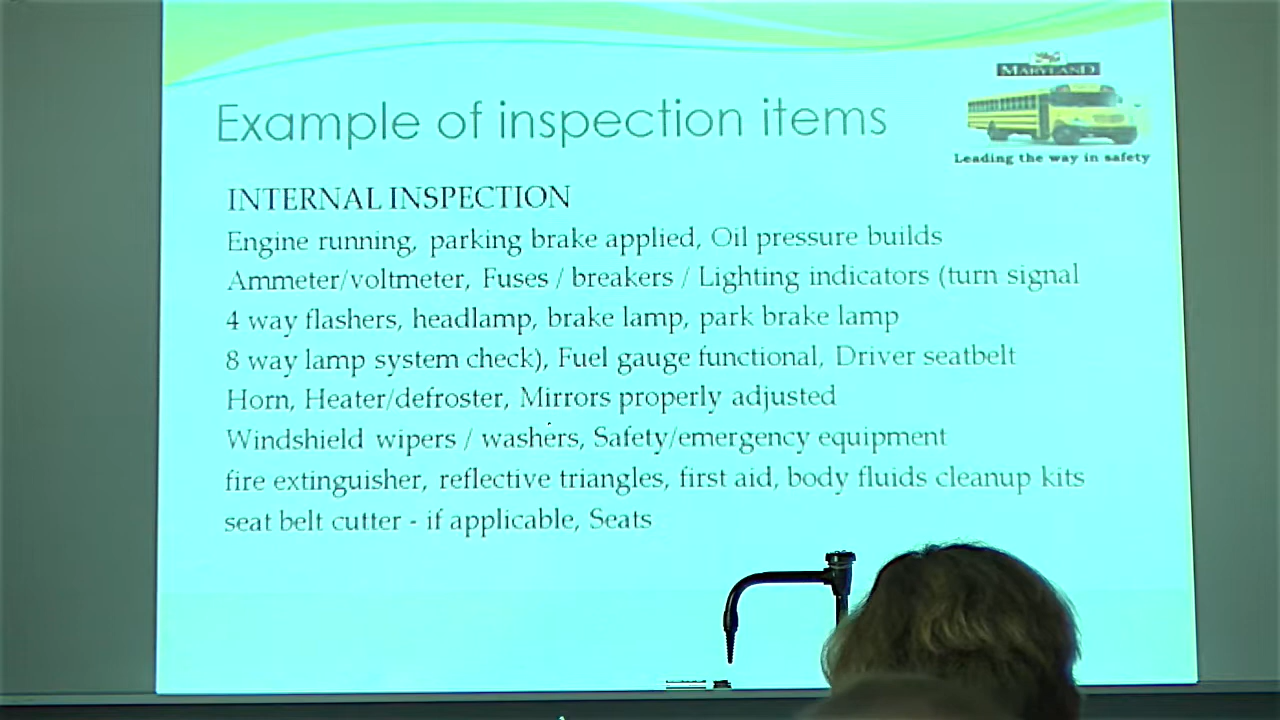 MARYLAND
Leading the way in safety
Example of inspection items
INTERNAL INSPECTION
Engine running, parking brake applied, Oil pressure builds
Ammeter/voltmeter, Fuses / breakers / Lighting indicators (turn signal
4 way flashers, headlamp, brake lamp, park brake lamp
8 way lamp system check), Fuel gauge functional, Driver seatbelt
Horn, Heater/defroster, Mirrors properly adjusted
Windshield wipers / washers, Safety/emergency equipment
fire extinguisher, reflective triangles, first aid, body fluids cleanup kits
seat belt cutter - if applicable, Seats